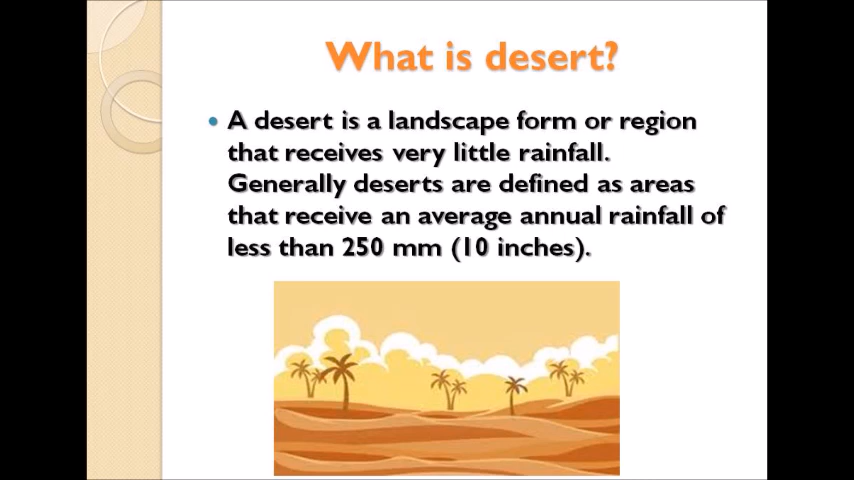 What is desert?
• A desert is a landscape form or region
that receives very little rainfall.
Generally deserts are defined as areas
that receive an average annual rainfall of
less than 250 mm (10 inches).